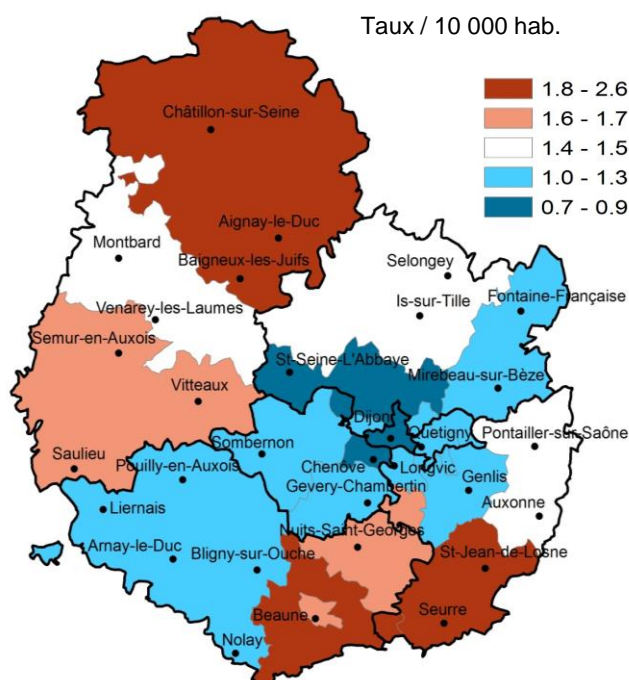 Taux / 10 000 hab.
1.8 - 2.6
1.6 - 1.7
1.4 - 1.5
1.0 - 1.3
0.7 - 0.9
Châtillon-sur-Seine
Aignay-le-Duc
Montbard
Baigneux-les-Juifs
Selongey
Venarey-les-Laumes
Is-sur-Tille
Fontaine-Française
Semur-en-Auxois
St-Seine-L'Abbaye
Mirebeau-sur-Bèze
Vitteaux
Dijon
Quetigny
Pontailler-sur-Saône
Sombernon
Saulieu
Pouilly-en-Auxois
Chenôve
Longvic
Genlis
Gevery-Chambertin
Liernais
Auxonne
Nuits-Saint-Georges
Arnay-le-Duc
Bligny-sur-Ouche
St-Jean-de-Losne
Beaune
Seurre
Nolay